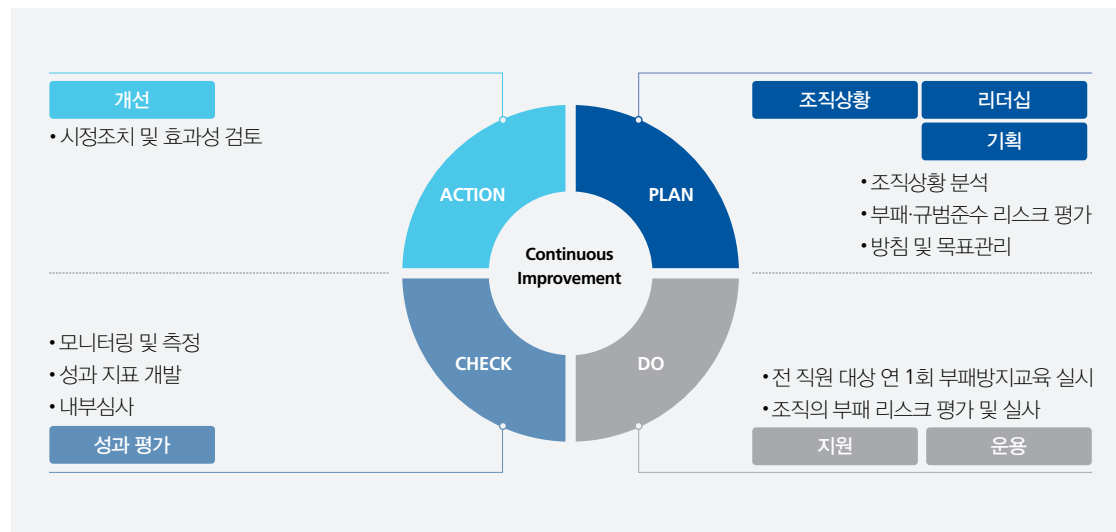 개선
• 시정조치 및 효과성 검토
조직상황
리더십
기획
• 조직상황 분석
• 부패·규범준수 리스크 평가
• 방침 및 목표관리
ACTION
PLAN
Continuous
Improvement
CHECK
DO
• 모니터링 및 측정
• 성과 지표 개발
• 내부심사
성과 평가
• 전 직원 대상 연 1회 부패방지교육 실시
• 조직의 부패 리스크 평가 및 실사
지원
운용